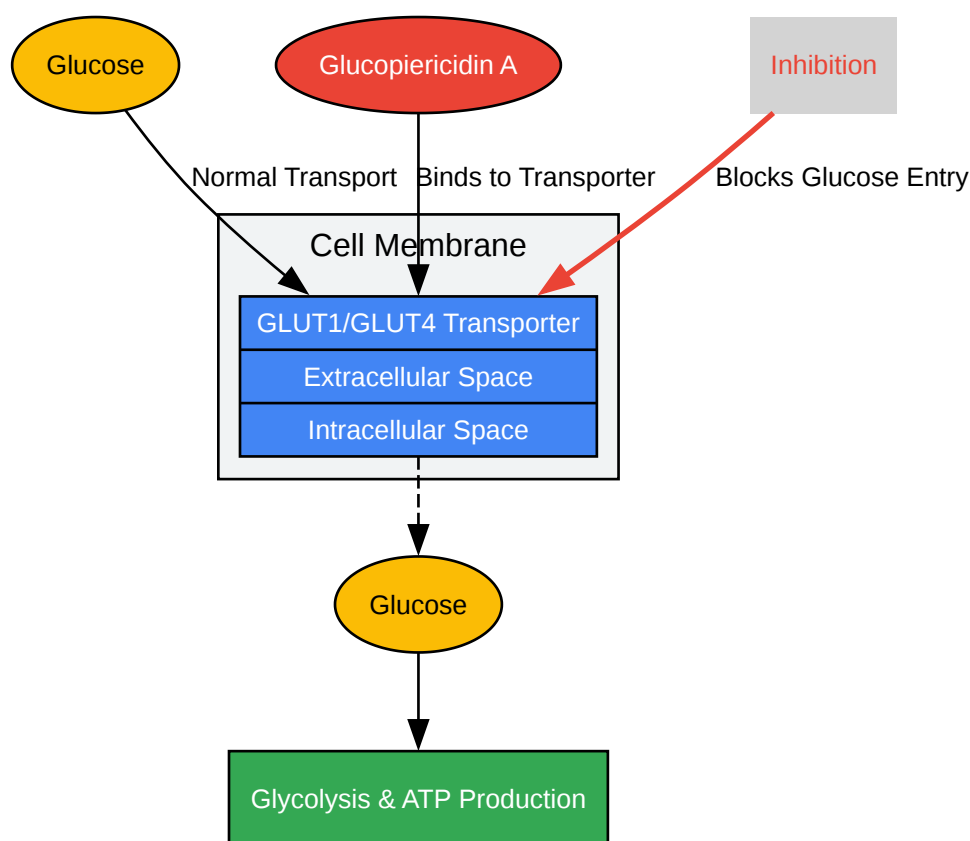 Glucose
Glucopiericidin A
Inhibition
Normal Transport
Binds to Transporter
Blocks Glucose Entry
Cell Membrane
GLUT1/GLUT4 Transporter
Extracellular Space
Intracellular Space
Glucose
Glycolysis & ATP Production